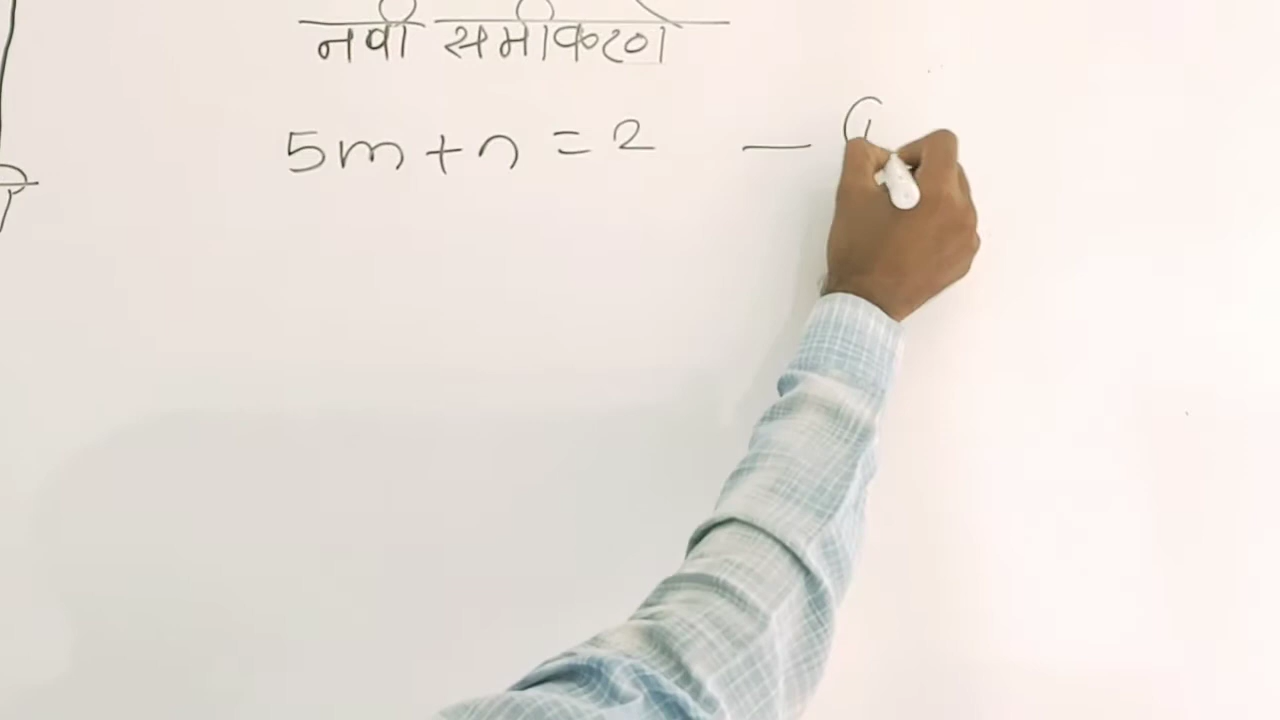 नवी समीकरणे
5m + n = 2 —